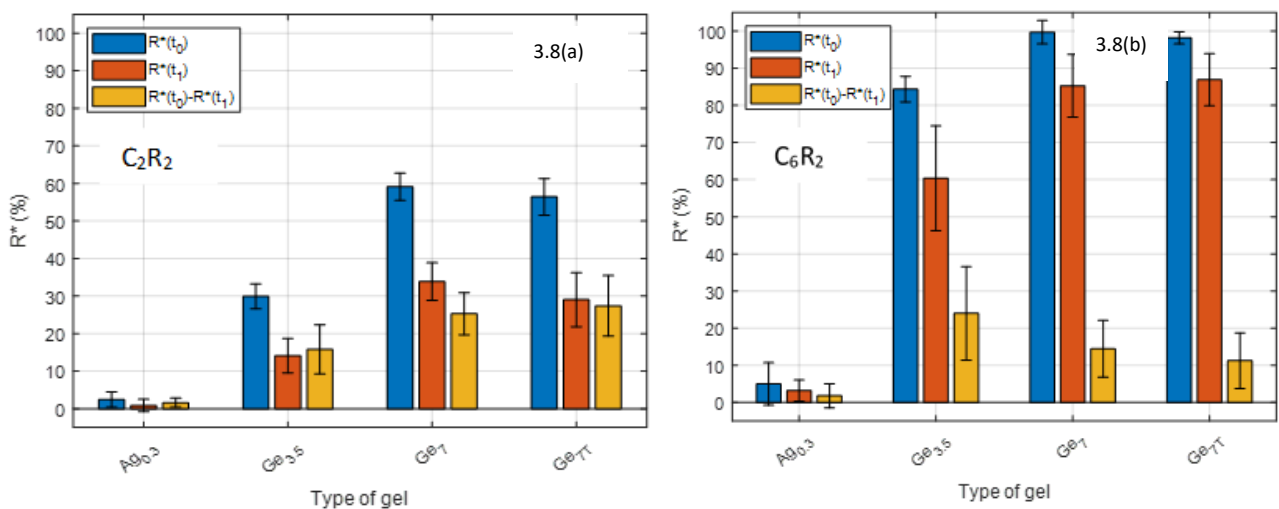 3.8(a)
R*(t₀)
R*(t₁)
R*(t₀)-R*(t₁)
C₂R₂
R* (%)
100
90
80
70
60
50
40
30
20
10
0
Ag₀.₃
Ge₃.₅
Ge₇
Ge₇T
Type of gel
3.8(b)
R*(t₀)
R*(t₁)
R*(t₀)-R*(t₁)
C₆R₂
R* (%)
100
90
80
70
60
50
40
30
20
10
0
Ag₀.₃
Ge₃.₅
Ge₇
Ge₇T
Type of gel